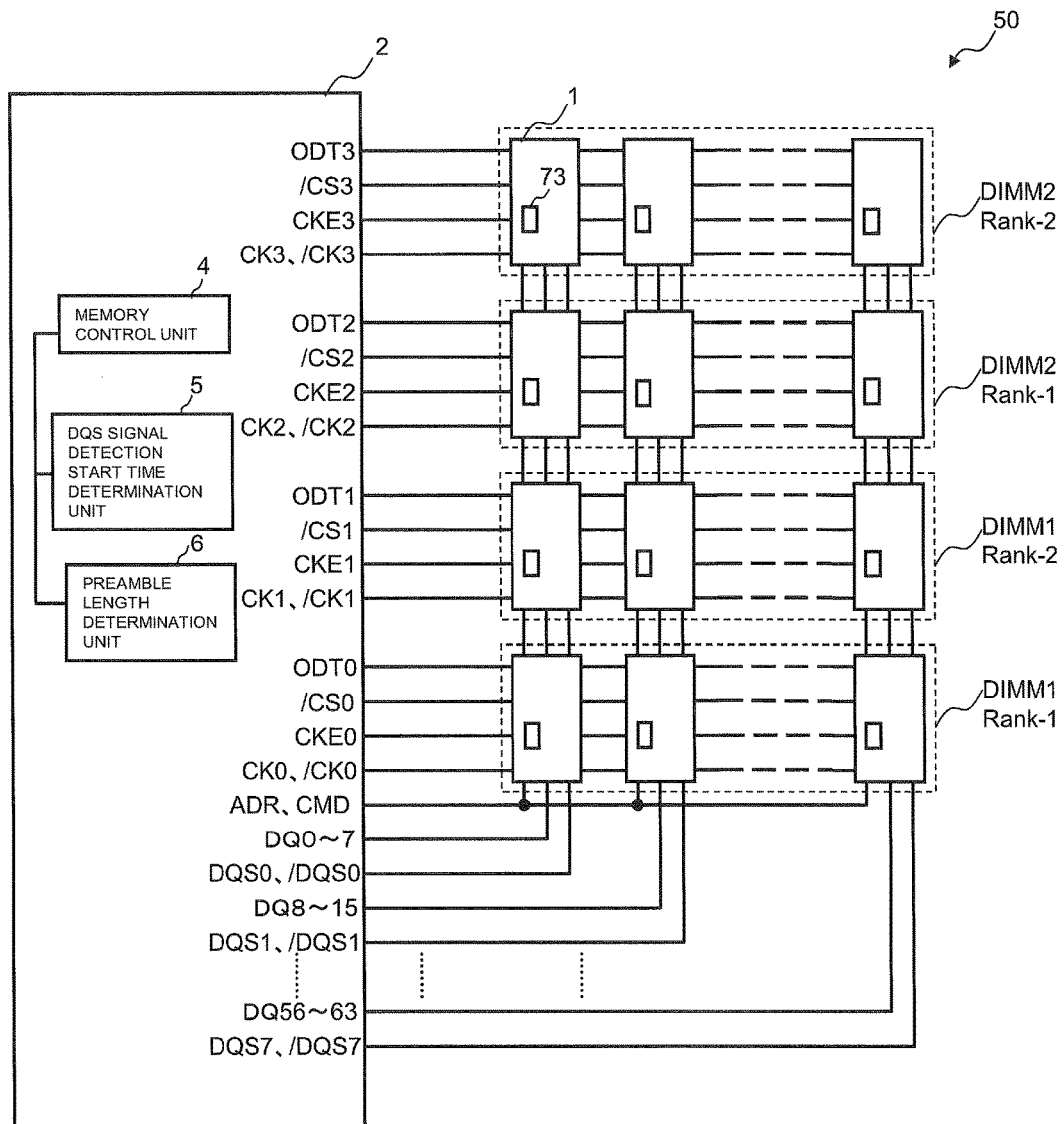 50
2
1
ODT3
/CS3
73
CKE3
CK3、/CK3
DIMM2
Rank-2
4
MEMORY
CONTROL UNIT
ODT2
/CS2
CKE2
CK2、/CK2
DIMM2
Rank-1
5
DQS SIGNAL
DETECTION
START TIME
DETERMINATION
UNIT
ODT1
/CS1
CKE1
CK1、/CK1
DIMM1
Rank-2
6
PREAMBLE
LENGTH
DETERMINATION
UNIT
ODT0
/CS0
CKE0
CK0、/CK0
DIMM1
Rank-1
ADR、CMD
DQ0～7
DQS0、/DQS0
DQ8～15
DQS1、/DQS1
DQ56～63
DQS7、/DQS7